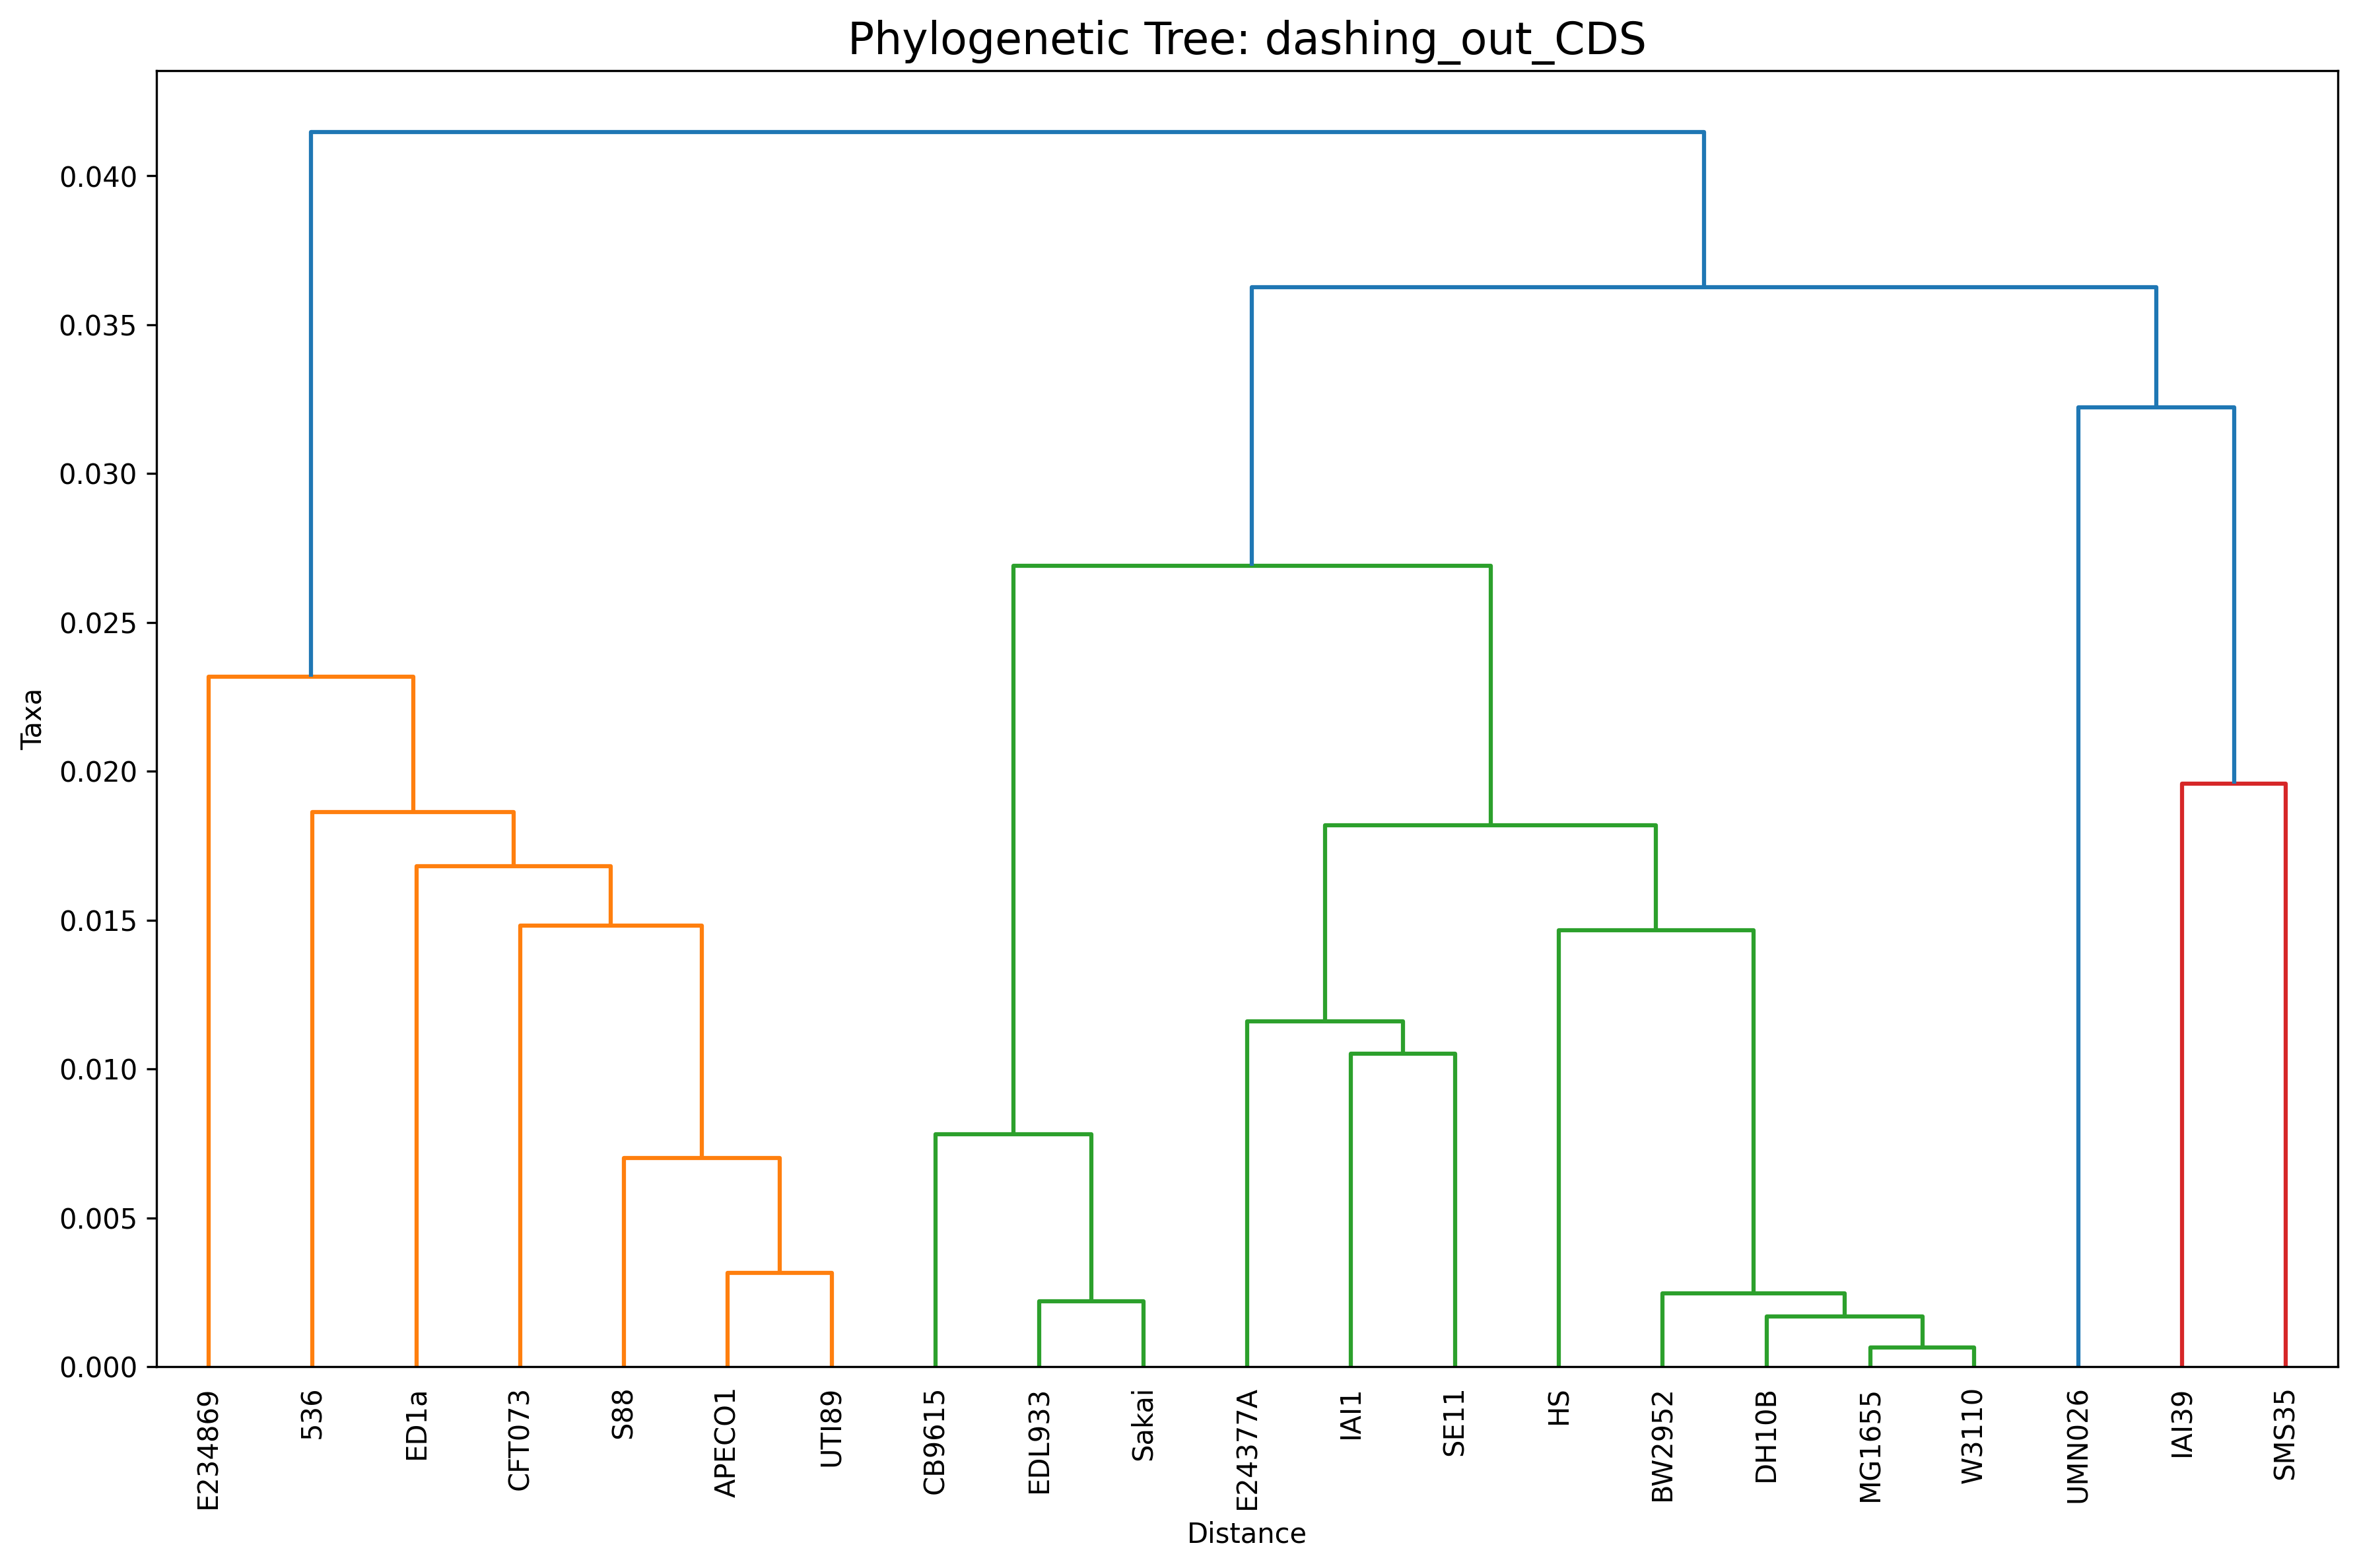 Phylogenetic Tree: dashing_out_CDS
0.040
0.035
0.030
0.025
0.020
0.015
0.010
0.005
0.000
Taxa
E234869
536
ED1a
CFT073
S88
APECO1
UTI89
CB9615
EDL933
Sakai
E24377A
IAI1
SE11
HS
BW2952
DH10B
MG1655
W3110
UMN026
IAI39
SMS35
Distance